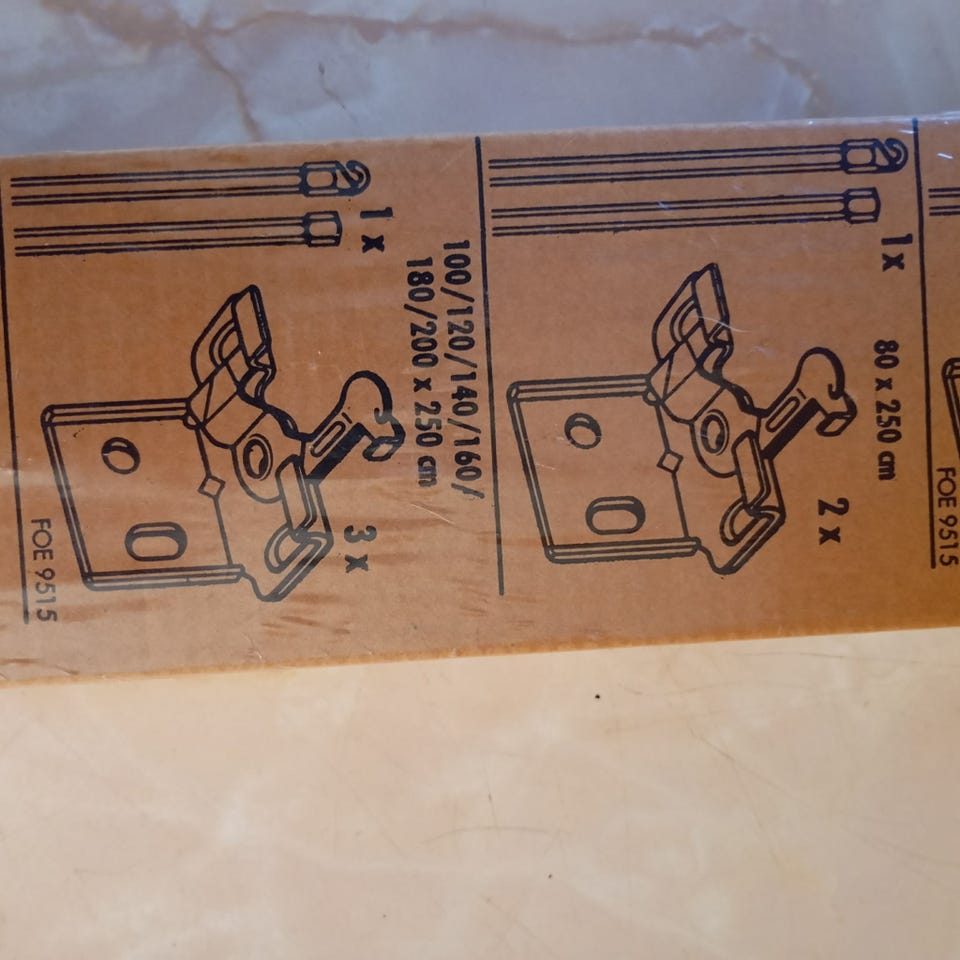 1 x
80 x 250 cm
2 x
FOE 9515
1 x
100/120/140/160/
180/200 x 250 cm
3 x
FOE 9515